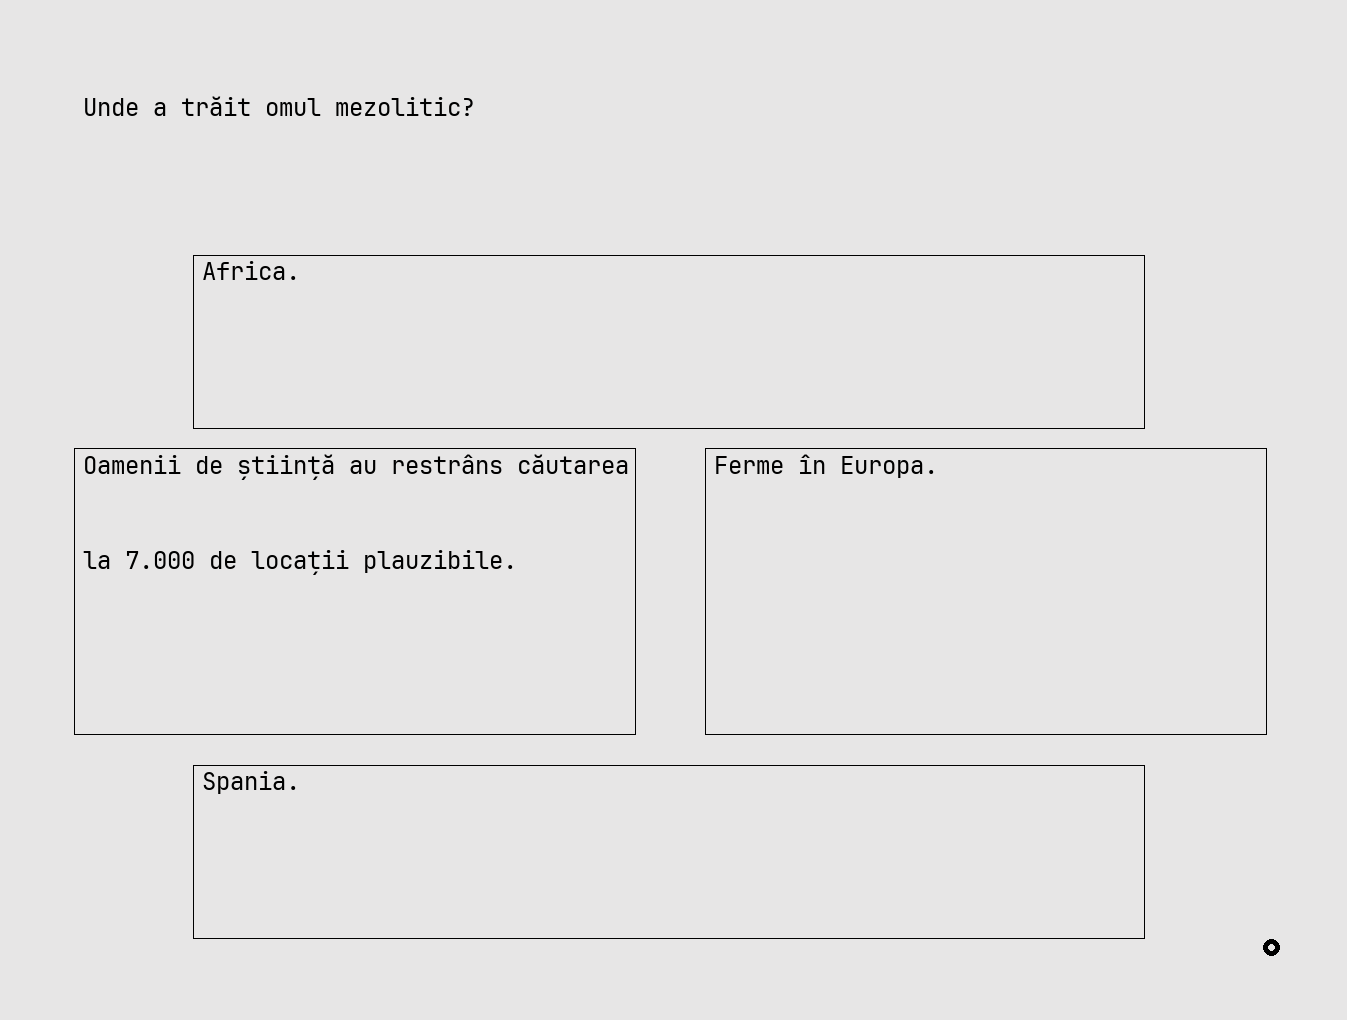 Unde a trăit omul mezolitic?
Africa.
Oamenii de știință au restrâns căutarea
la 7.000 de locații plauzibile.
Ferme în Europa.
Spania.